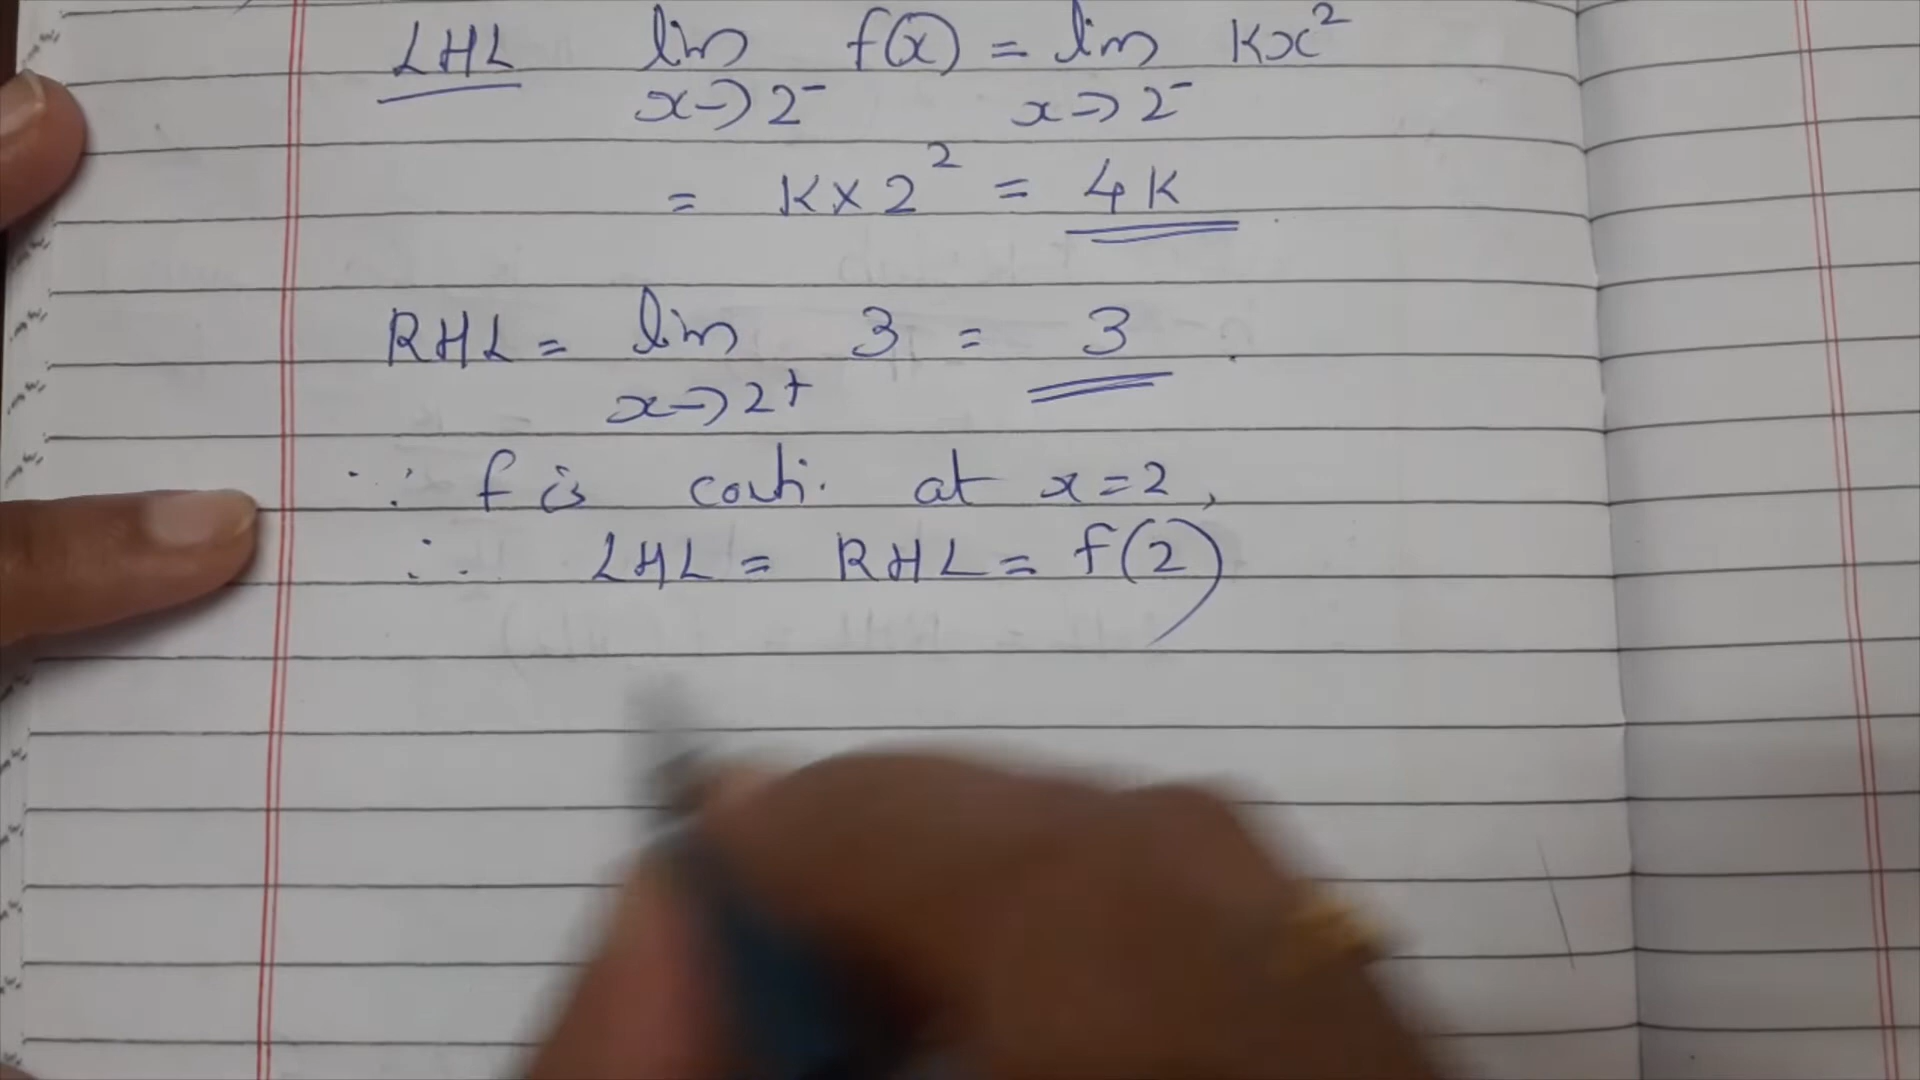 LHL lim f(x) = lim Kx²
x→2⁻ x→2⁻
= K×2² = 4K
RHL = lim 3 = 3
x→2+
∵ f is conti. at x=2,
∴ LHL = RHL = f(2)